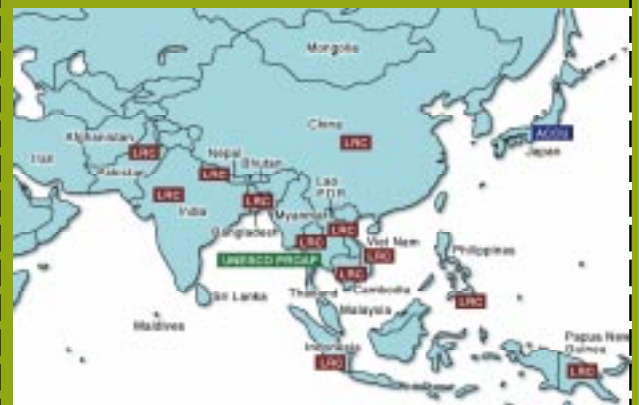 Mongolia
China
LRC
ACCU
Japan
Afghanistan
LRC
Iran
Pakistan
Nepal
LRC
Bhutan
LRC
India
LRC
Bangladesh
Myanmar
Lao
P.D.R
LRC
LRC
Viet Nam
LRC
UNESCO PROAP
LRC
Thailand
Cambodia
Philippines
LRC
Sri Lanka
Malaysia
Maldives
Indonesia
LRC
Papua New
Guinea
LRC